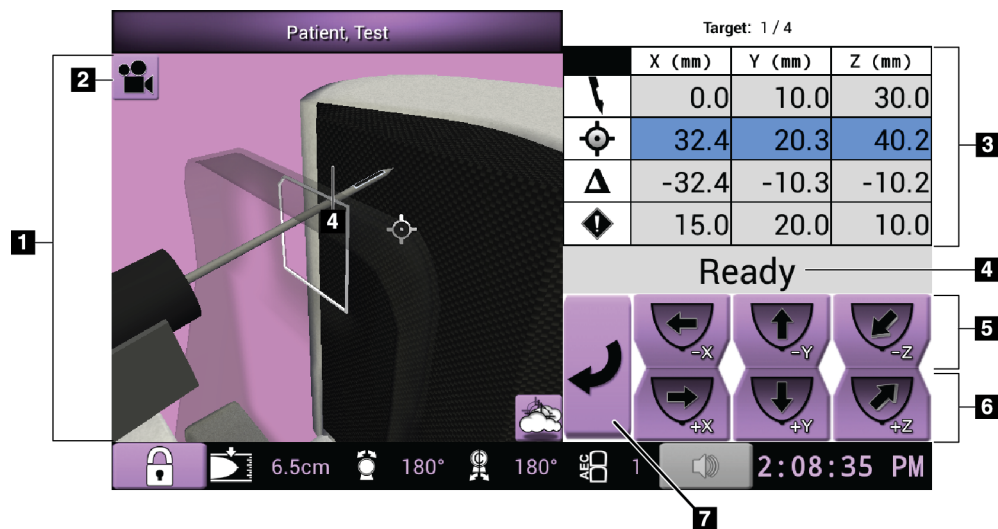 Patient, Test
Target: 1 / 4
X (mm) Y (mm) Z (mm)
0.0 10.0 30.0
32.4 20.3 40.2
Δ -32.4 -10.3 -10.2
! 15.0 20.0 10.0
Ready
-X -Y -Z
+X +Y +Z
6.5cm 180° C 180° AEC 1 2:08:35 PM
1
2
3
4
4
5
6
7